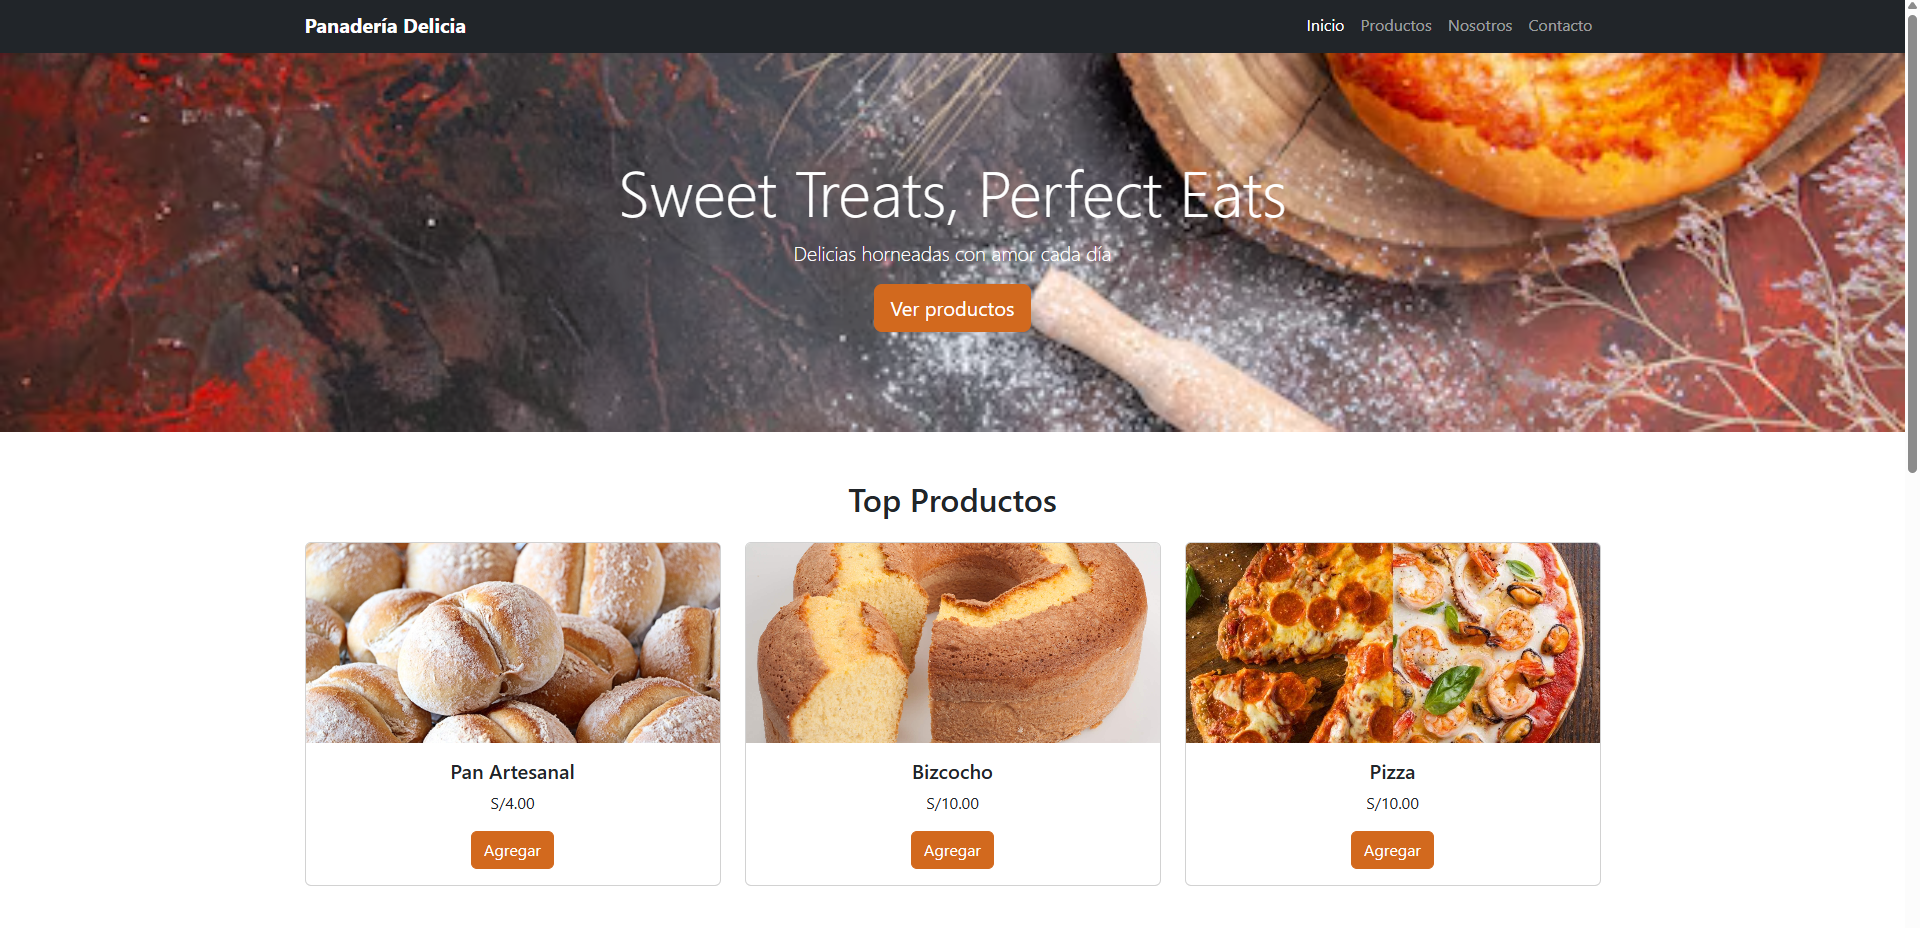 Panadería Delicia
Inicio Productos Nosotros Contacto
Sweet Treats, Perfect Eats
Delicias horneadas con amor cada día
Ver productos
Top Productos
Pan Artesanal
S/4.00
Agregar
Bizcocho
S/10.00
Agregar
Pizza
S/10.00
Agregar